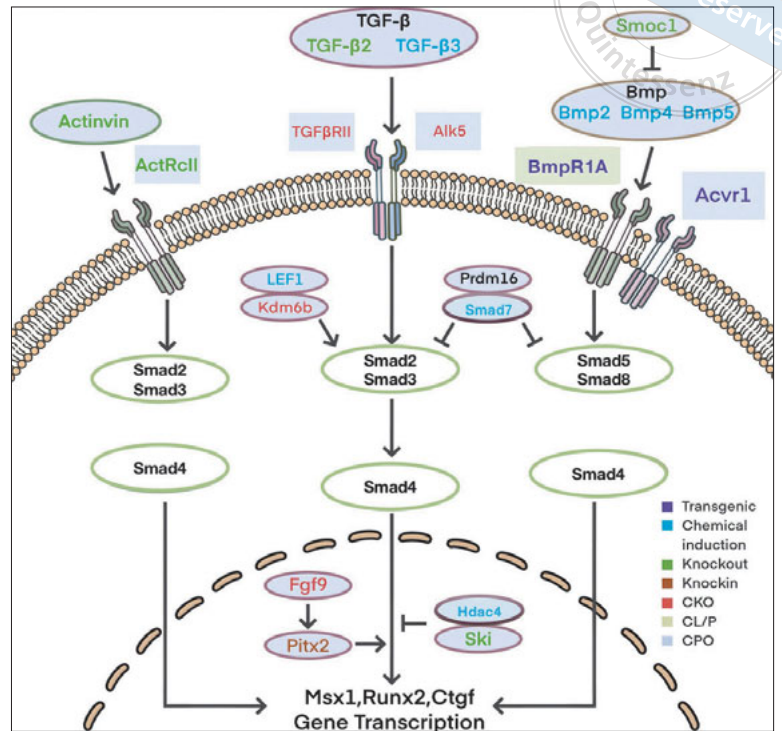 TGF-β
TGF-β2 TGF-β3
Smoc1
Quintessenz
Bmp
Bmp2 Bmp4 Bmp5
Actinvin
ActRcII
TGFβRII
Alk5
BmpR1A
Acvr1
LEF1
Kdm6b
Prdm16
Smad7
Smad2
Smad3
Smad2
Smad3
Smad5
Smad8
Smad4
Smad4
Smad4
Transgenic
Chemical
induction
Knockout
Knockin
CKO
CL/P
CPO
Fgf9
Pitx2
Hdac4
Ski
Msx1,Runx2,Ctgf
Gene Transcription